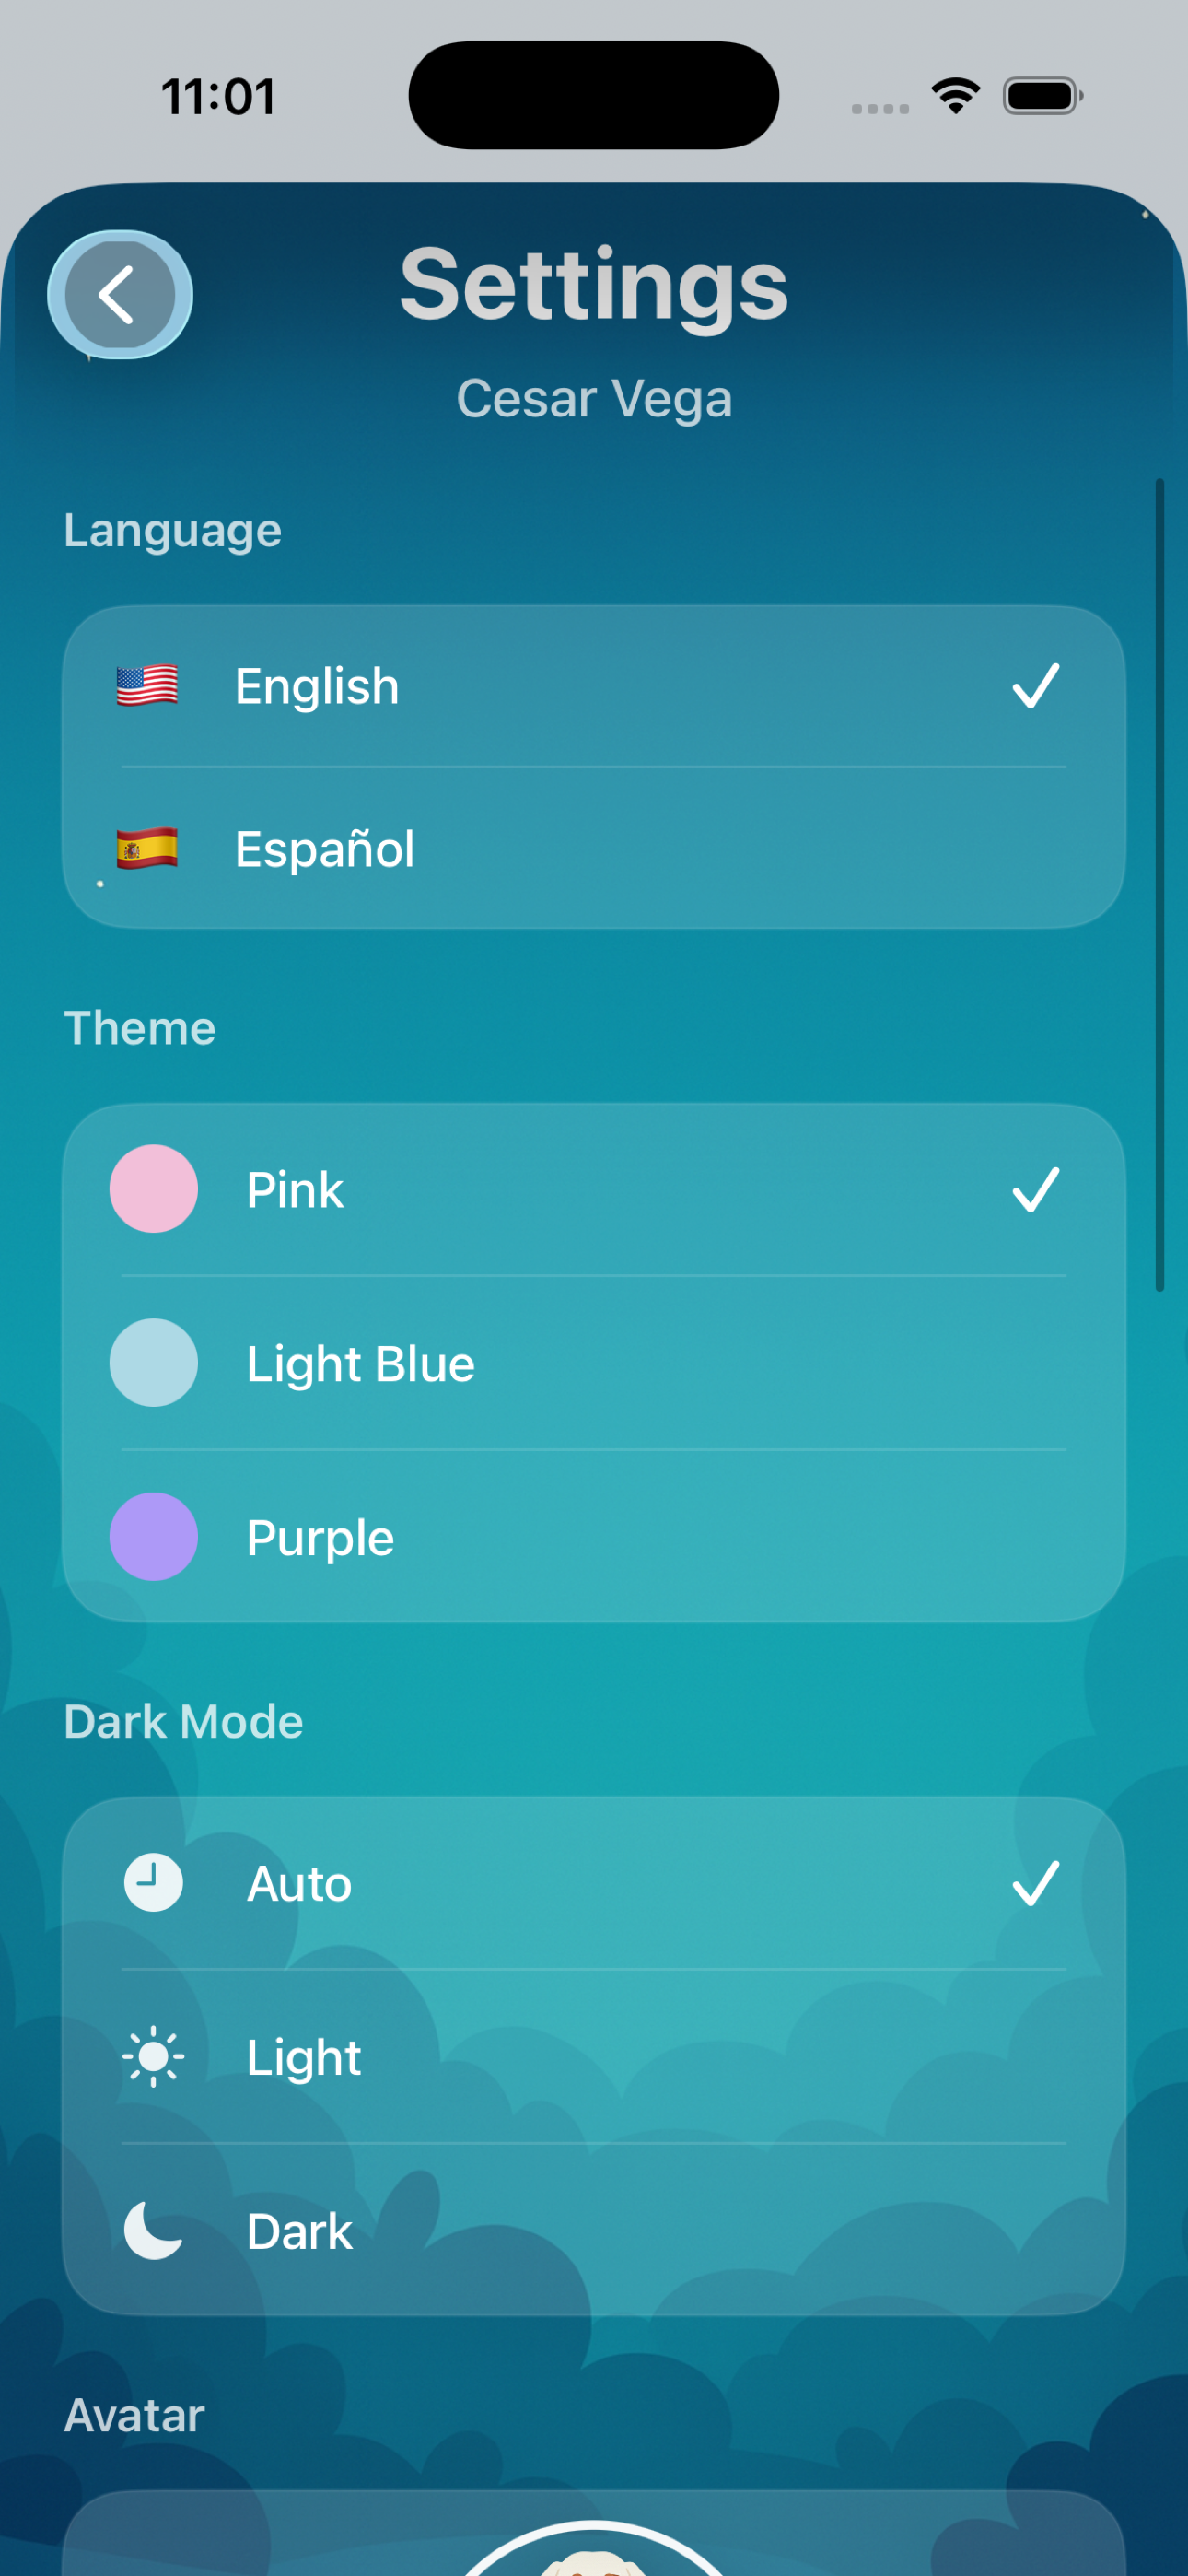 11:01
Settings
Cesar Vega
Language
English
Español
Theme
Pink
Light Blue
Purple
Dark Mode
Auto
Light
Dark
Avatar